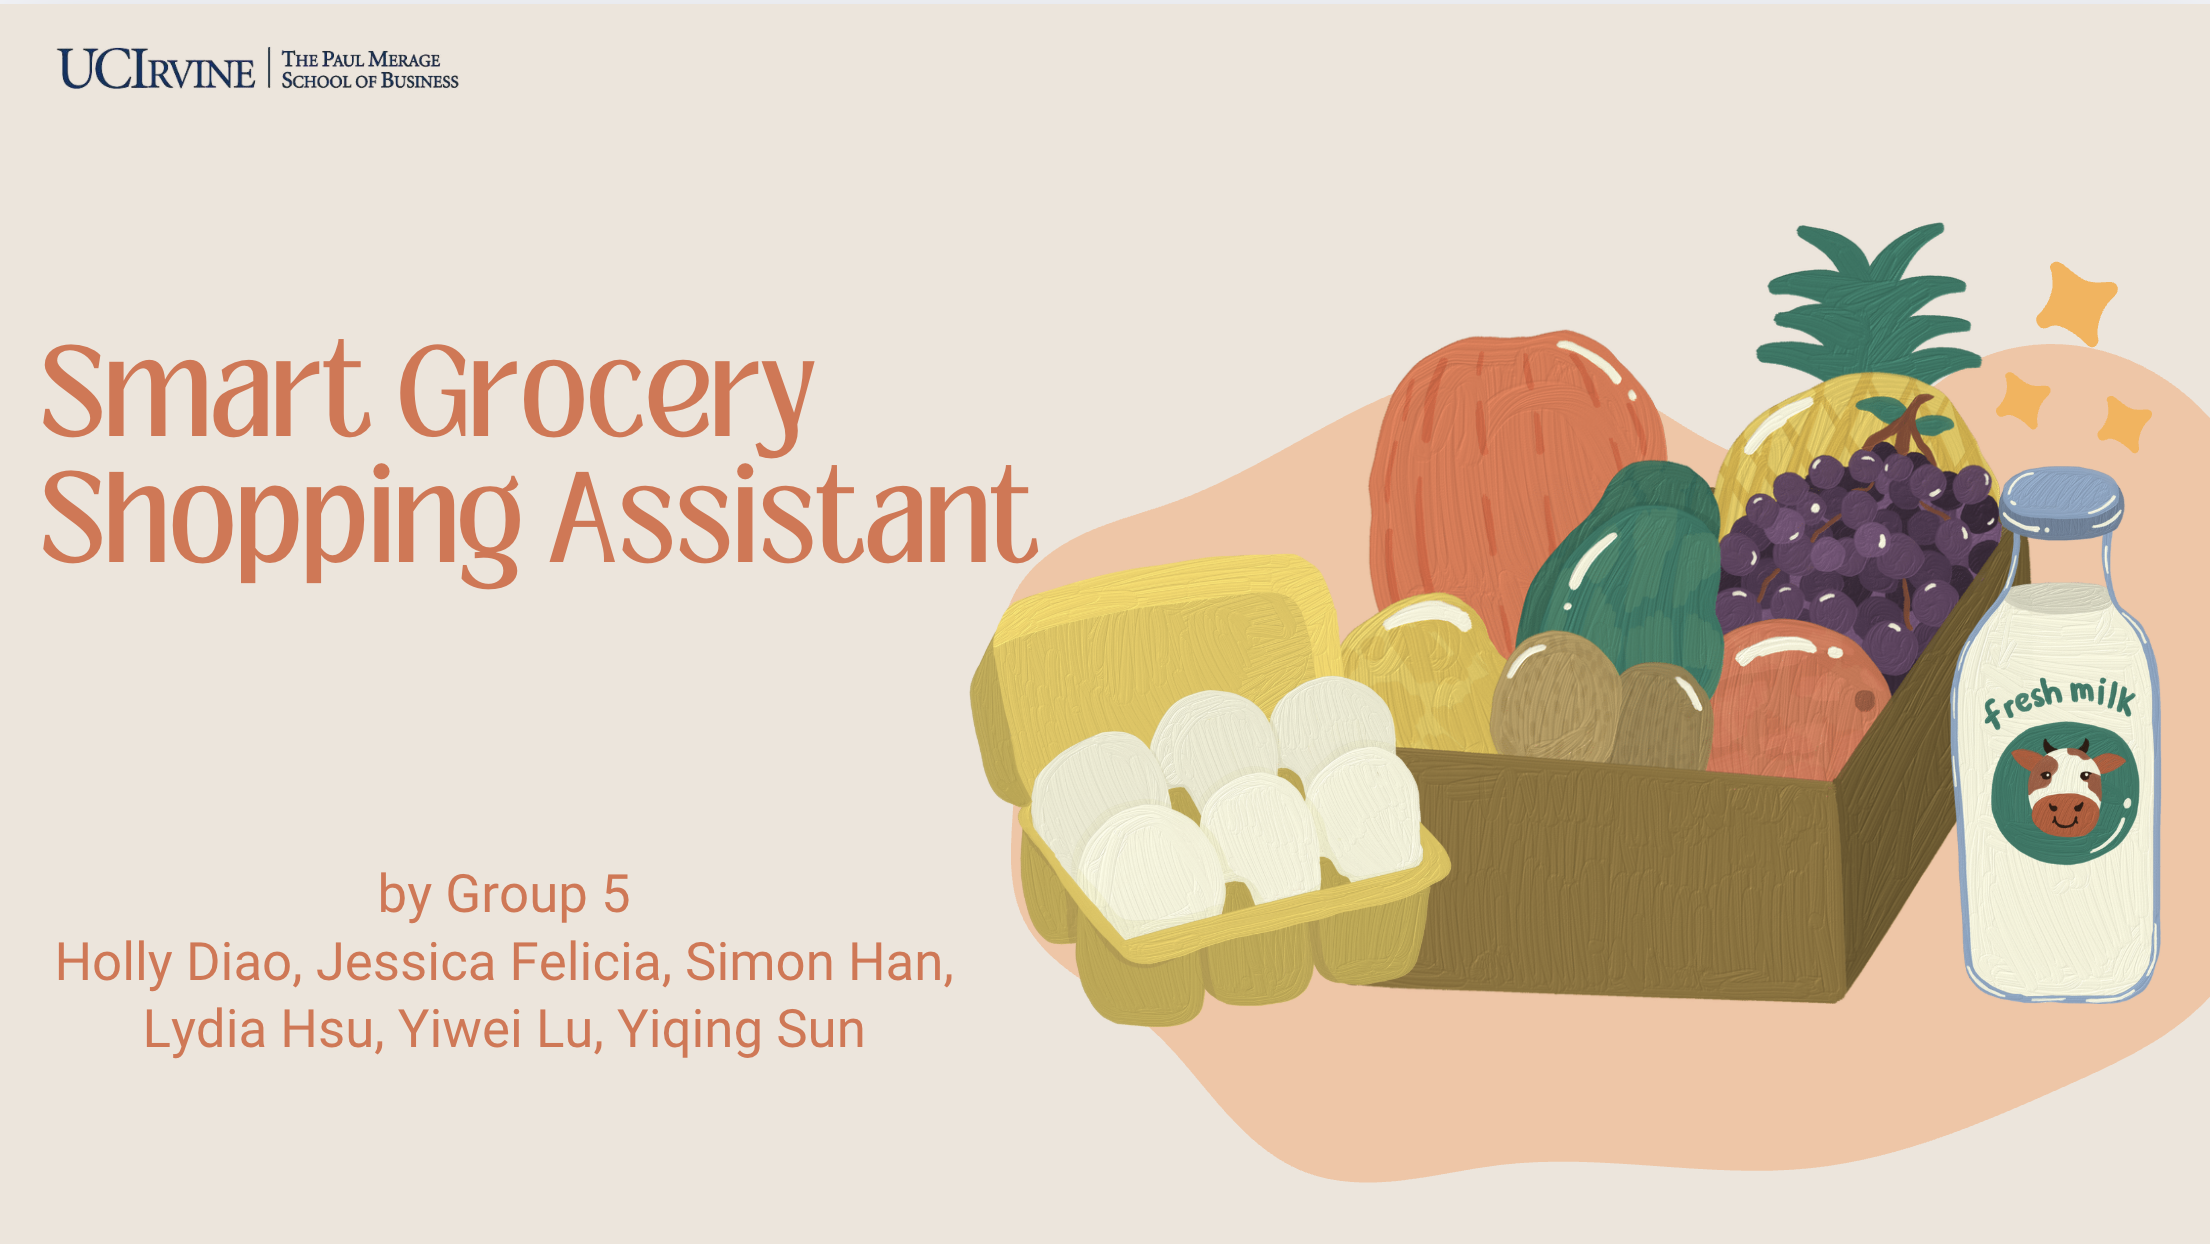 UCIRVINE
THE PAUL MERAGE
SCHOOL OF BUSINESS
Smart Grocery
Shopping Assistant
by Group 5
Holly Diao, Jessica Felicia, Simon Han,
Lydia Hsu, Yiwei Lu, Yiqing Sun
fresh milk